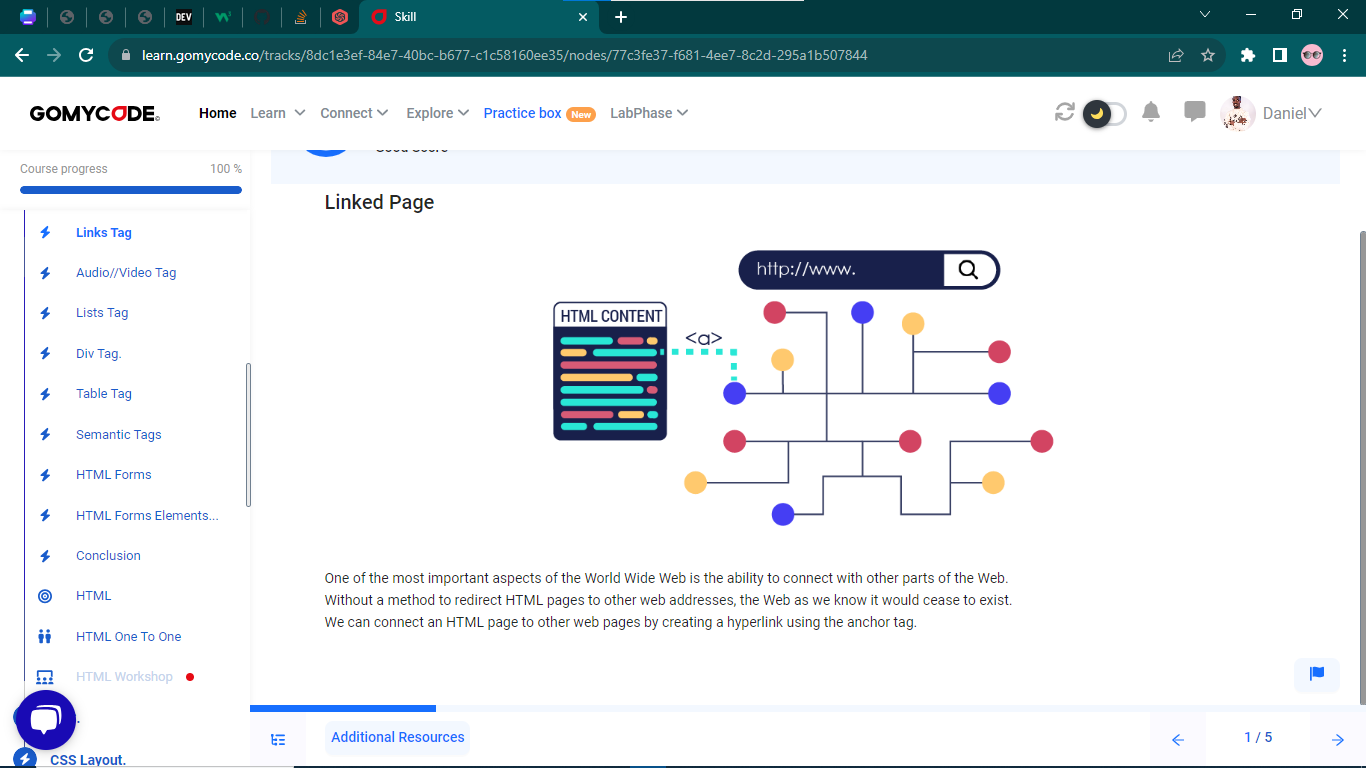 DEV
Skill
learn.gomycode.co/tracks/8dc1e3ef-84e7-40bc-b677-c1c58160ee35/nodes/77c3fe37-f681-4ee7-8c2d-295a1b507844
GOMYCODE
Home Learn Connect Explore Practice box New LabPhase Daniel
Course progress 100 %
Links Tag
Audio//Video Tag
Lists Tag
Div Tag.
Table Tag
Semantic Tags
HTML Forms
HTML Forms Elements...
Conclusion
HTML
HTML One To One
HTML Workshop
CSS Layout.
Good Score
Linked Page
http://www.
HTML CONTENT
<a>
One of the most important aspects of the World Wide Web is the ability to connect with other parts of the Web.
Without a method to redirect HTML pages to other web addresses, the Web as we know it would cease to exist.
We can connect an HTML page to other web pages by creating a hyperlink using the anchor tag.
Additional Resources
1 / 5